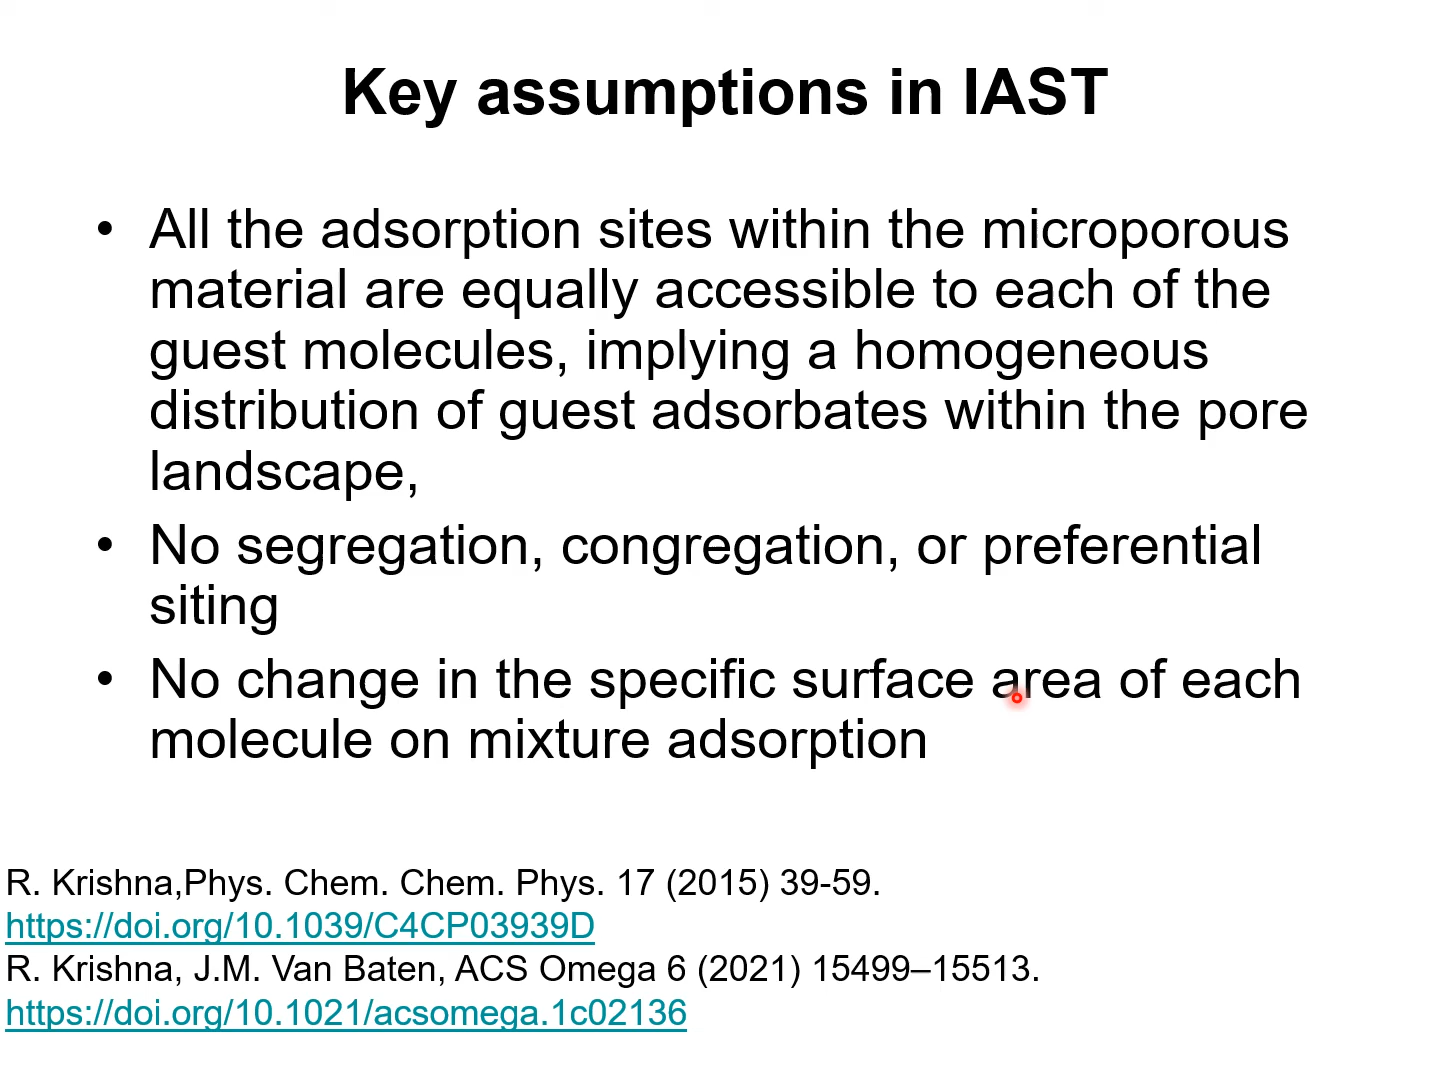 Key assumptions in IAST
• All the adsorption sites within the microporous
material are equally accessible to each of the
guest molecules, implying a homogeneous
distribution of guest adsorbates within the pore
landscape,
• No segregation, congregation, or preferential
siting
• No change in the specific surface area of each
molecule on mixture adsorption
R. Krishna,Phys. Chem. Chem. Phys. 17 (2015) 39-59.
https://doi.org/10.1039/C4CP03939D
R. Krishna, J.M. Van Baten, ACS Omega 6 (2021) 15499–15513.
https://doi.org/10.1021/acsomega.1c02136